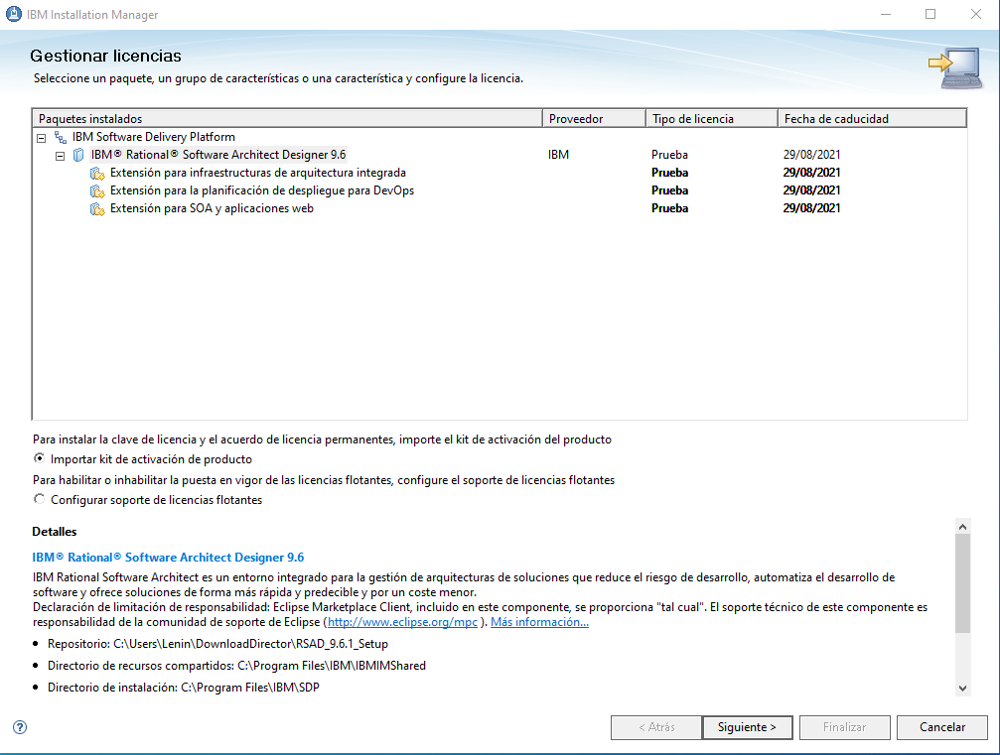 IBM Installation Manager
Gestionar licencias
Seleccione un paquete, un grupo de características o una característica y configure la licencia.
Paquetes instalados Proveedor Tipo de licencia Fecha de caducidad
IBM Software Delivery Platform
IBM® Rational® Software Architect Designer 9.6 IBM Prueba 29/08/2021
Extensión para infraestructuras de arquitectura integrada Prueba 29/08/2021
Extensión para la planificación de despliegue para DevOps Prueba 29/08/2021
Extensión para SOA y aplicaciones web Prueba 29/08/2021
Para instalar la clave de licencia y el acuerdo de licencia permanentes, importe el kit de activación del producto
Importar kit de activación de producto
Para habilitar o inhabilitar la puesta en vigor de las licencias flotantes, configure el soporte de licencias flotantes
Configurar soporte de licencias flotantes
Detalles
IBM® Rational® Software Architect Designer 9.6
IBM Rational Software Architect es un entorno integrado para la gestión de arquitecturas de soluciones que reduce el riesgo de desarrollo, automatiza el desarrollo de
software y ofrece soluciones de forma más rápida y predecible y por un coste menor.
Declaración de limitación de responsabilidad: Eclipse Marketplace Client, incluido en este componente, se proporciona "tal cual". El soporte técnico de este componente es
responsabilidad de la comunidad de soporte de Eclipse (http://www.eclipse.org/mpc ). Más información...
• Repositorio: C:\Users\Lenin\DownloadDirector\RSAD_9.6.1_Setup
• Directorio de recursos compartidos: C:\Program Files\IBM\IBMIMShared
• Directorio de instalación: C:\Program Files\IBM\SDP
? < Atrás Siguiente > Finalizar Cancelar